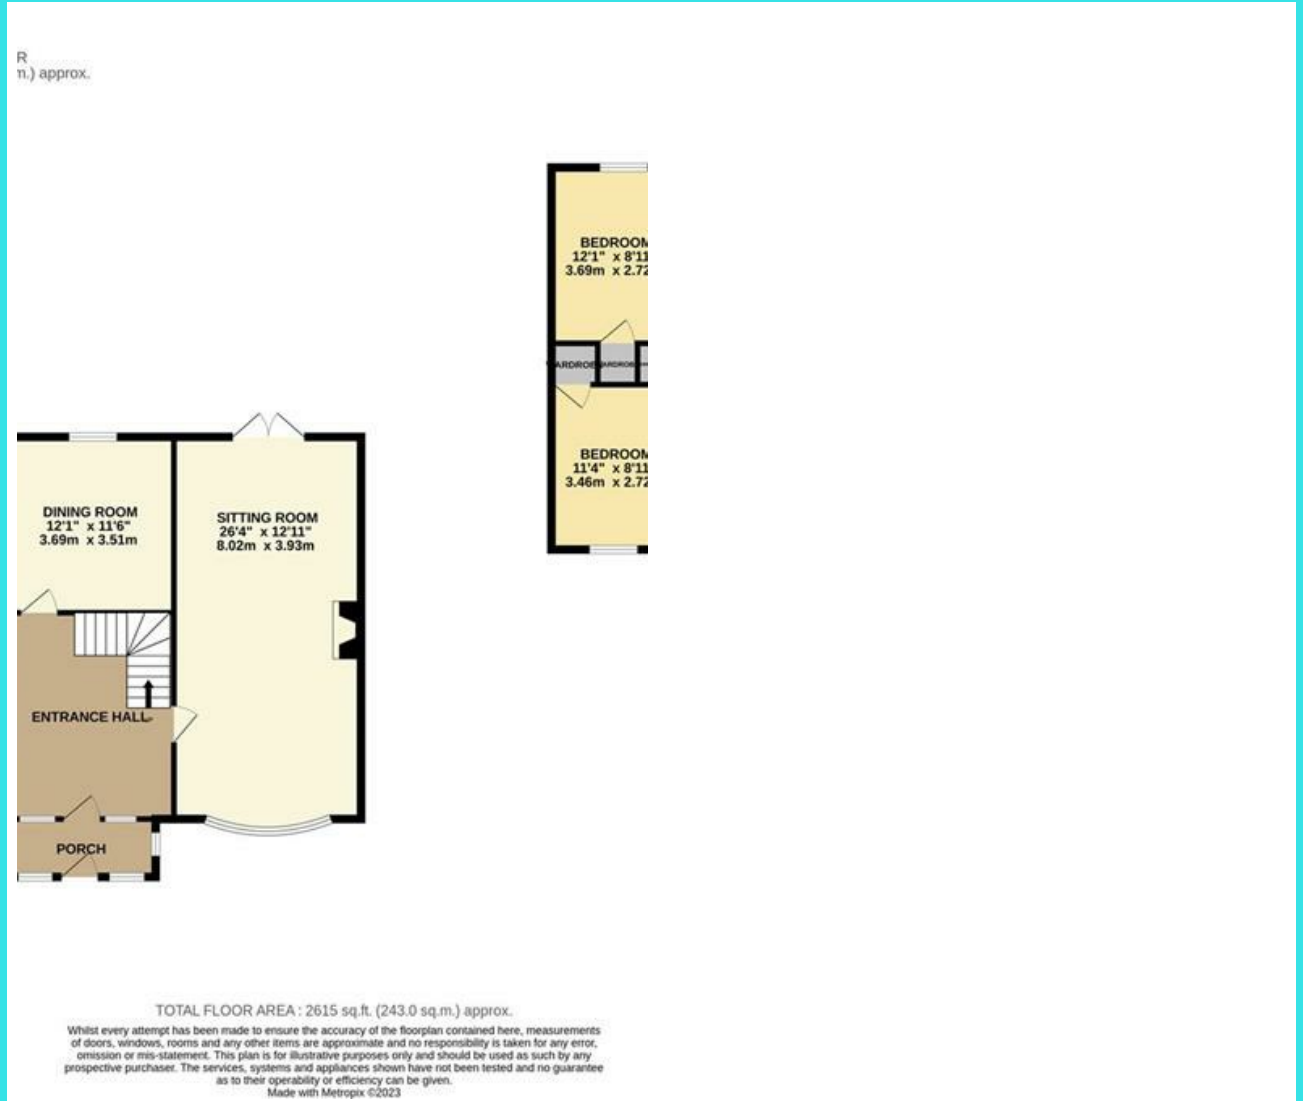 R
m.) approx.
BEDROOM
12'1" x 8'11
3.69m x 2.72
ARDROBE
ARDROBE
BEDROOM
11'4" x 8'11
3.46m x 2.72
DINING ROOM
12'1" x 11'6"
3.69m x 3.51m
SITTING ROOM
26'4" x 12'11"
8.02m x 3.93m
ENTRANCE HALL
PORCH
TOTAL FLOOR AREA : 2615 sq.ft. (243.0 sq.m.) approx.
Whilst every attempt has been made to ensure the accuracy of the floorplan contained here, measurements
of doors, windows, rooms and any other items are approximate and no responsibility is taken for any error,
omission or mis-statement. This plan is for illustrative purposes only and should be used as such by any
prospective purchaser. The services, systems and appliances shown have not been tested and no guarantee
as to their operability or efficiency can be given.
Made with Metropix ©2023